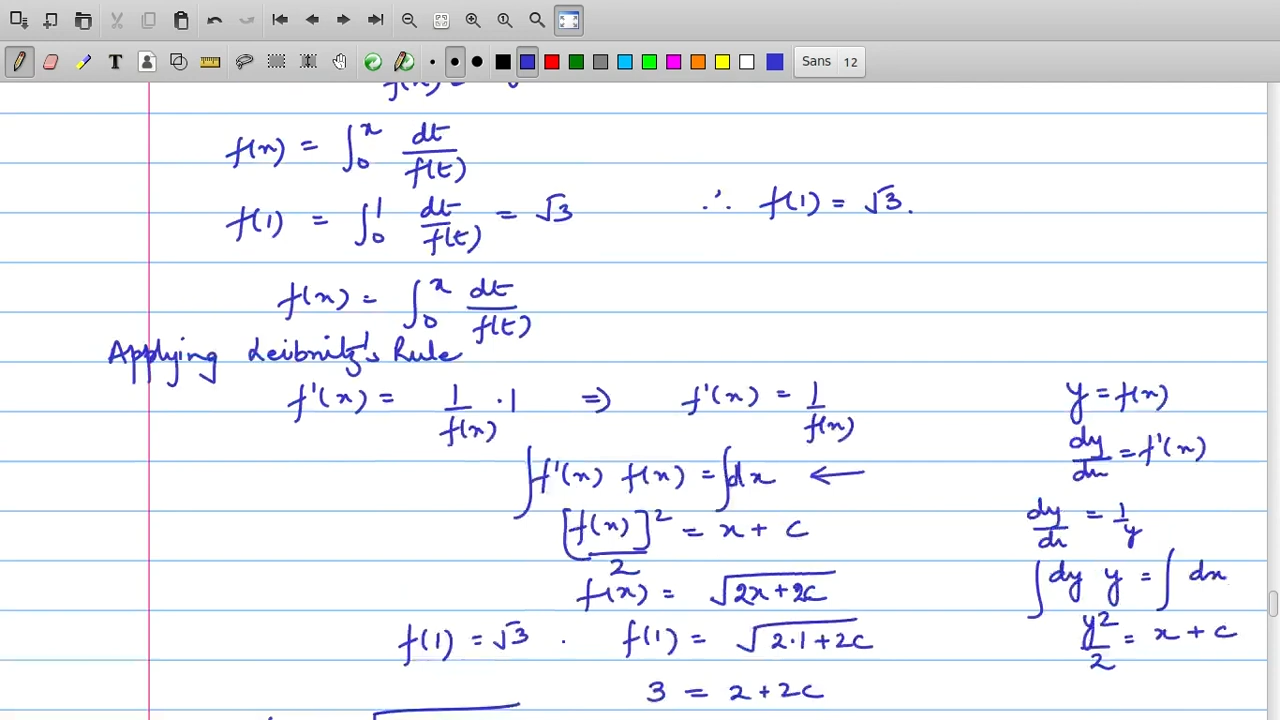 Sans 12
f(x) = √
f(x) = ∫₀ˣ dt/f(t)
f(1) = ∫₀¹ dt/f(t) = √3 ∴ f(1) = √3.
f(x) = ∫₀ˣ dt/f(t)
Applying Leibnitz's Rule
f'(x) = 1/f(x) · 1 ⇒ f'(x) = 1/f(x)
∫f'(x) f(x) = ∫dx ←
[f(x)]²/2 = x + c
f(x) = √(2x+2c)
f(1) = √3 . f(1) = √(2·1+2c)
3 = 2+2c
y = f(x)
dy/dx = f'(x)
dy/dx = 1/y
∫dy y = ∫dx
y²/2 = x + c